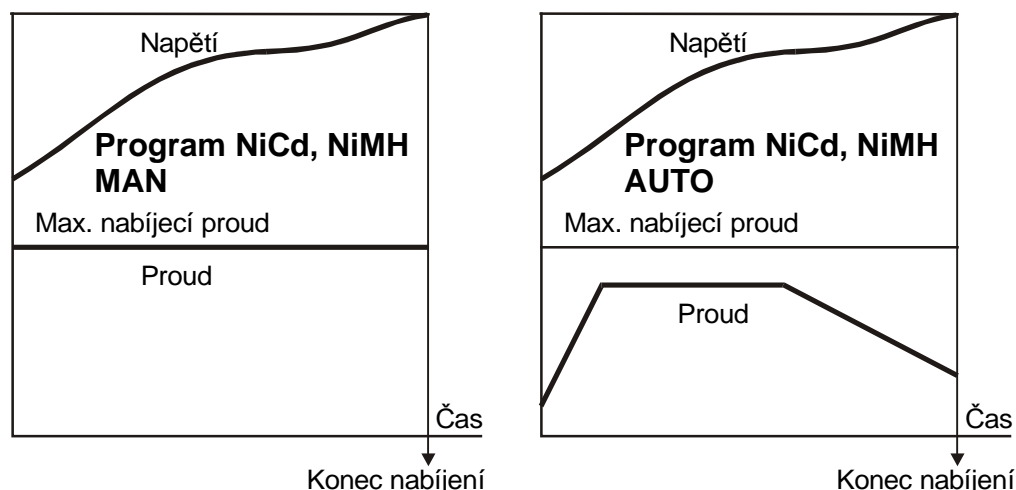 Napětí
Program NiCd, NiMH
MAN
Max. nabíjecí proud
Proud
Čas
Konec nabíjení
Napětí
Program NiCd, NiMH
AUTO
Max. nabíjecí proud
Proud
Čas
Konec nabíjení